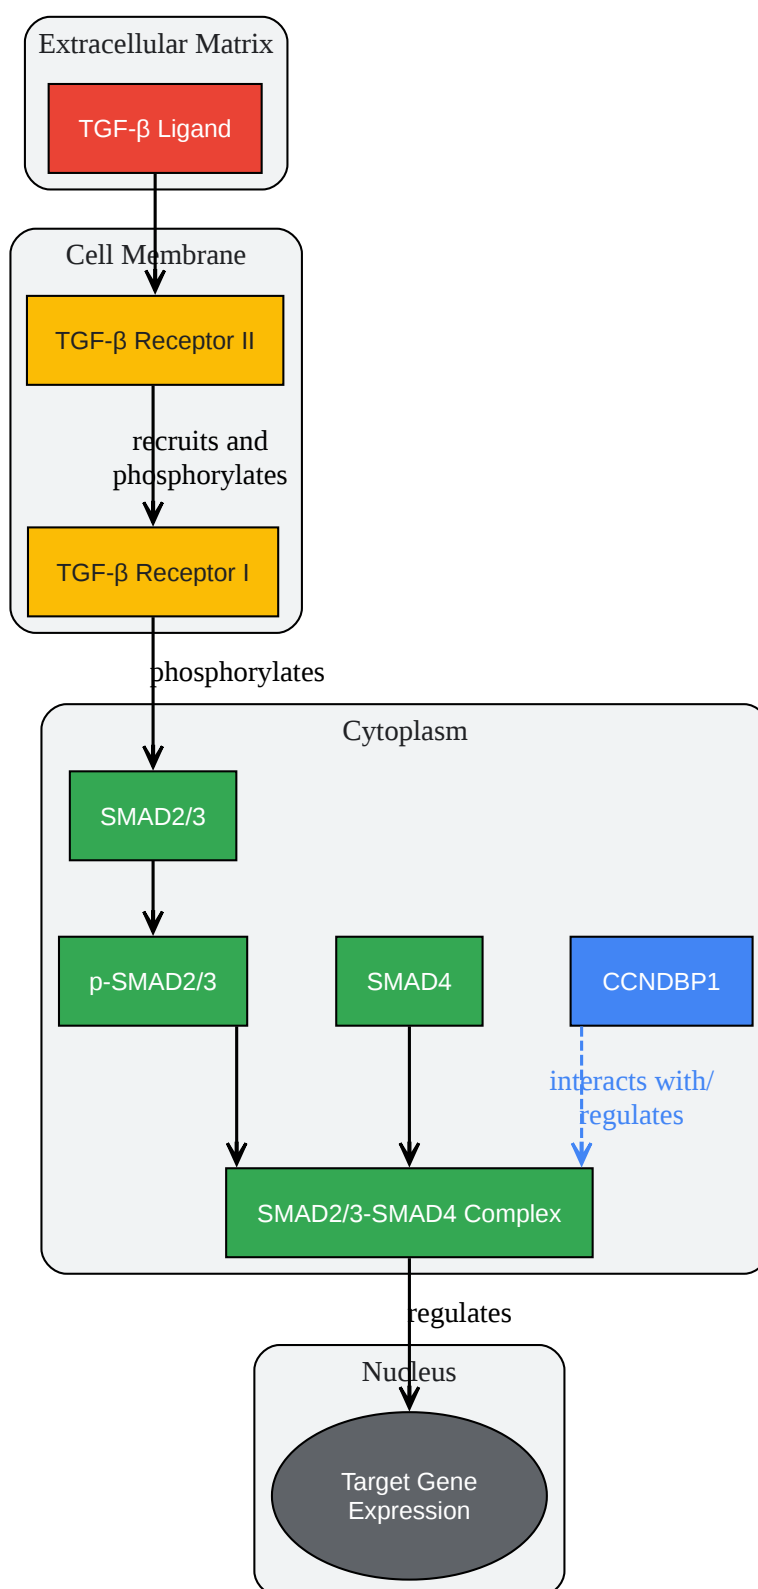 Extracellular Matrix
TGF-β Ligand
Cell Membrane
TGF-β Receptor II
recruits and
phosphorylates
TGF-β Receptor I
phosphorylates
Cytoplasm
SMAD2/3
p-SMAD2/3
SMAD4
CCNDBP1
interacts with/
regulates
SMAD2/3-SMAD4 Complex
regulates
Nucleus
Target Gene
Expression